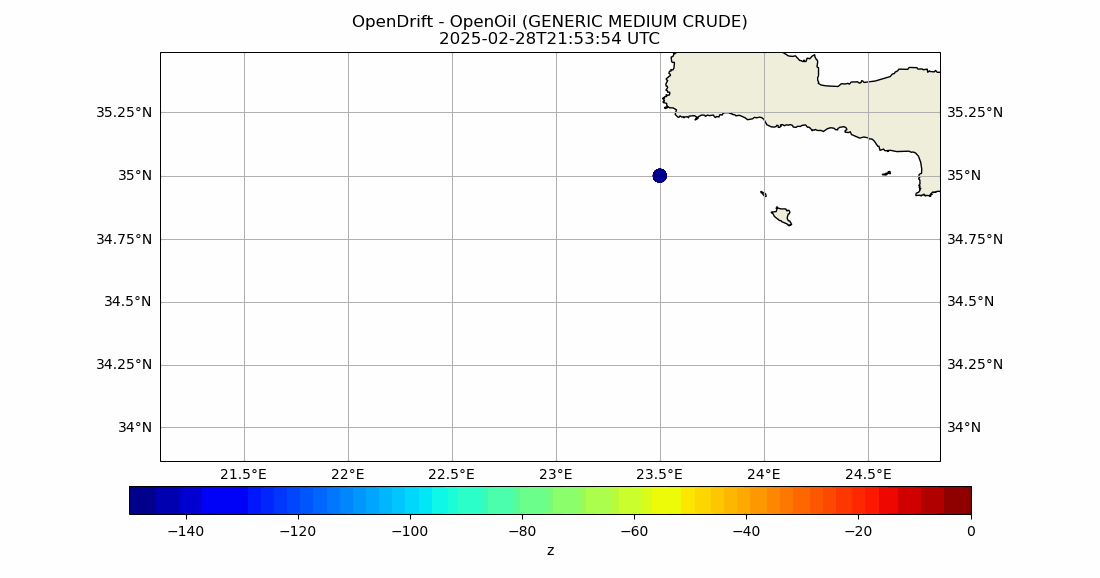 OpenDrift - OpenOil (GENERIC MEDIUM CRUDE)
2025-02-28T21:53:54 UTC
35.25°N 35.25°N
35°N 35°N
34.75°N 34.75°N
34.5°N 34.5°N
34.25°N 34.25°N
34°N 34°N
21.5°E 22°E 22.5°E 23°E 23.5°E 24°E 24.5°E
−140 −120 −100 −80 −60 −40 −20 0
z